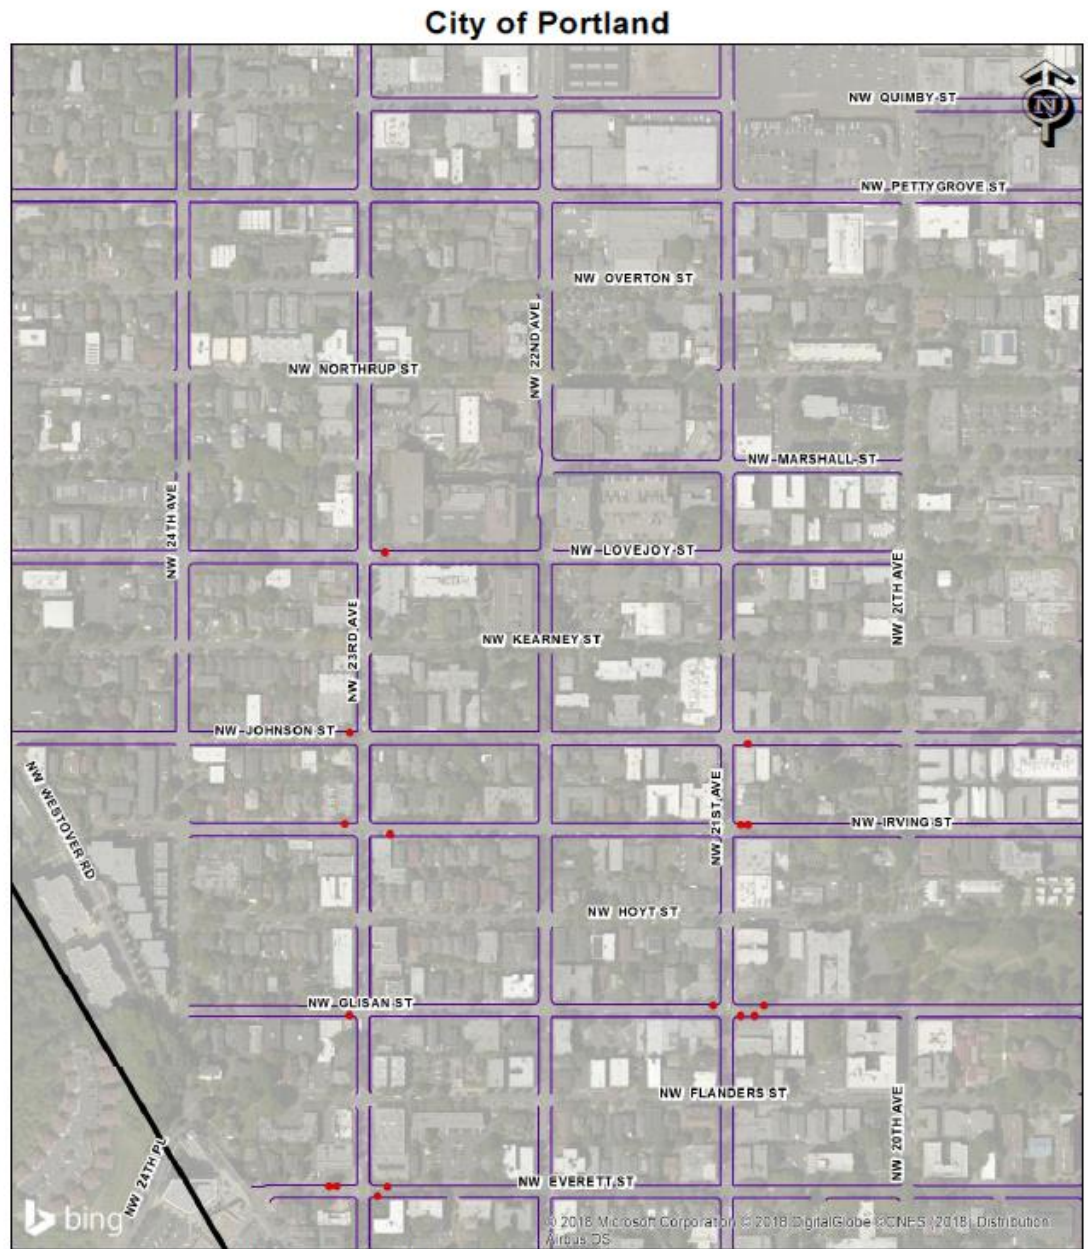 City of Portland
NW QUIMBY ST
N
NW PETTYGROVE ST
NW OVERTON ST
NW 22ND AVE
NW NORTHRUP ST
NW MARSHALL ST
NW 24TH AVE
NW LOVEJOY ST
NW 20TH AVE
NW 23RD AVE
NW KEARNEY ST
NW JOHNSON ST
NW WESTOVER RD
NW 21ST AVE
NW IRVING ST
NW HOYT ST
NW GLISAN ST
NW FLANDERS ST
NW 20TH AVE
NW 24TH PL
NW EVERETT ST
bing
© 2018 Microsoft Corporation © 2018 DigitalGlobe ©CNES (2018) Distribution
Airbus DS